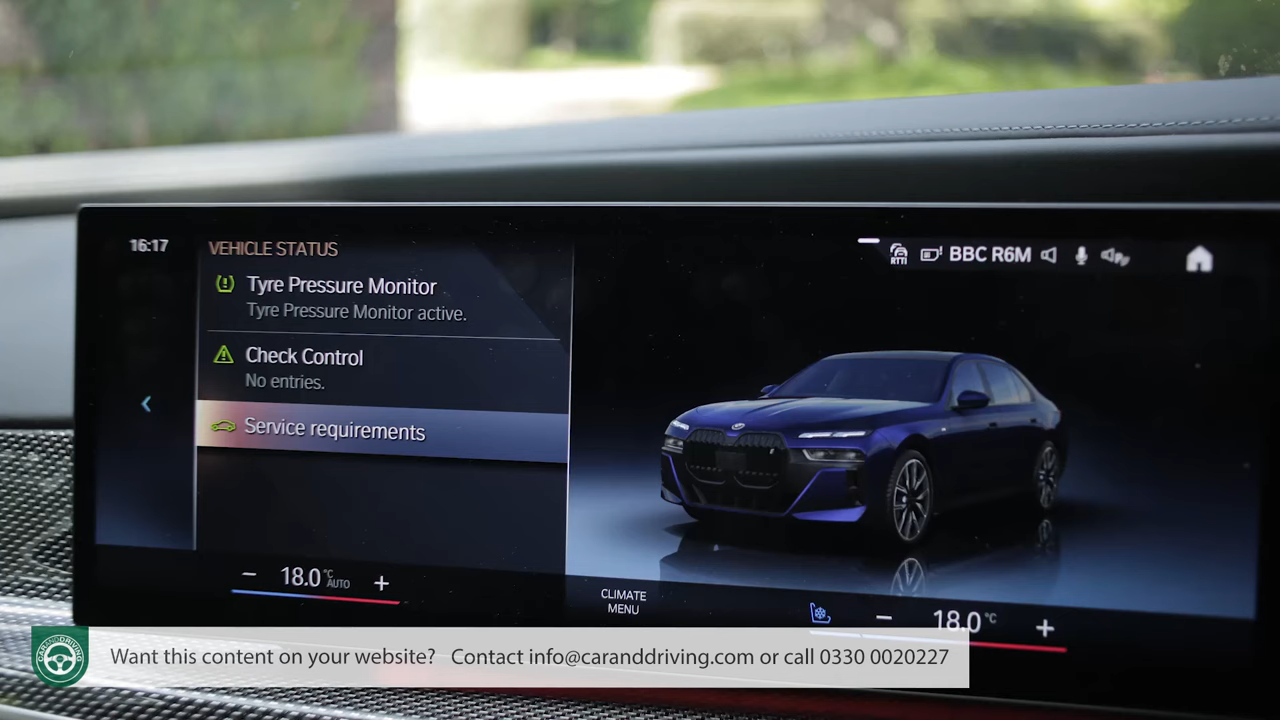 16:17
VEHICLE STATUS
RTTI
BBC R6M
Tyre Pressure Monitor
Tyre Pressure Monitor active.
Check Control
No entries.
Service requirements
− 18.0 °C AUTO +
CLIMATE
MENU
− 18.0 °C +
CARANDDRIVING
Want this content on your website? Contact info@caranddriving.com or call 0330 0020227